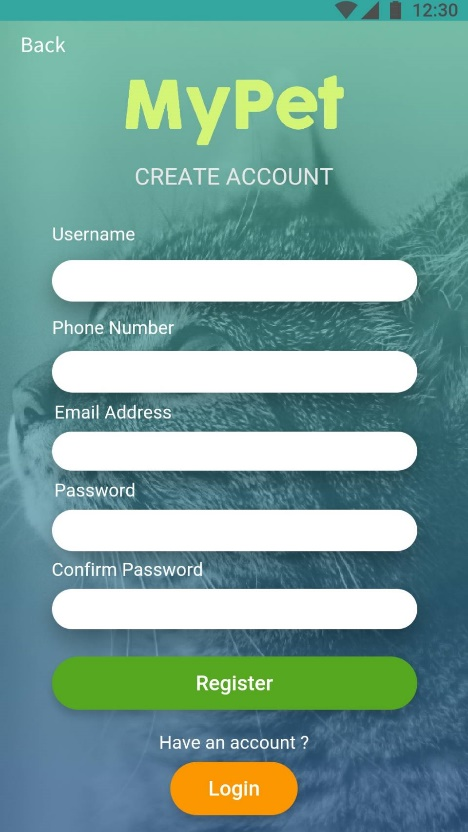 12:30
Back
MyPet
CREATE ACCOUNT
Username
Phone Number
Email Address
Password
Confirm Password
Register
Have an account ?
Login